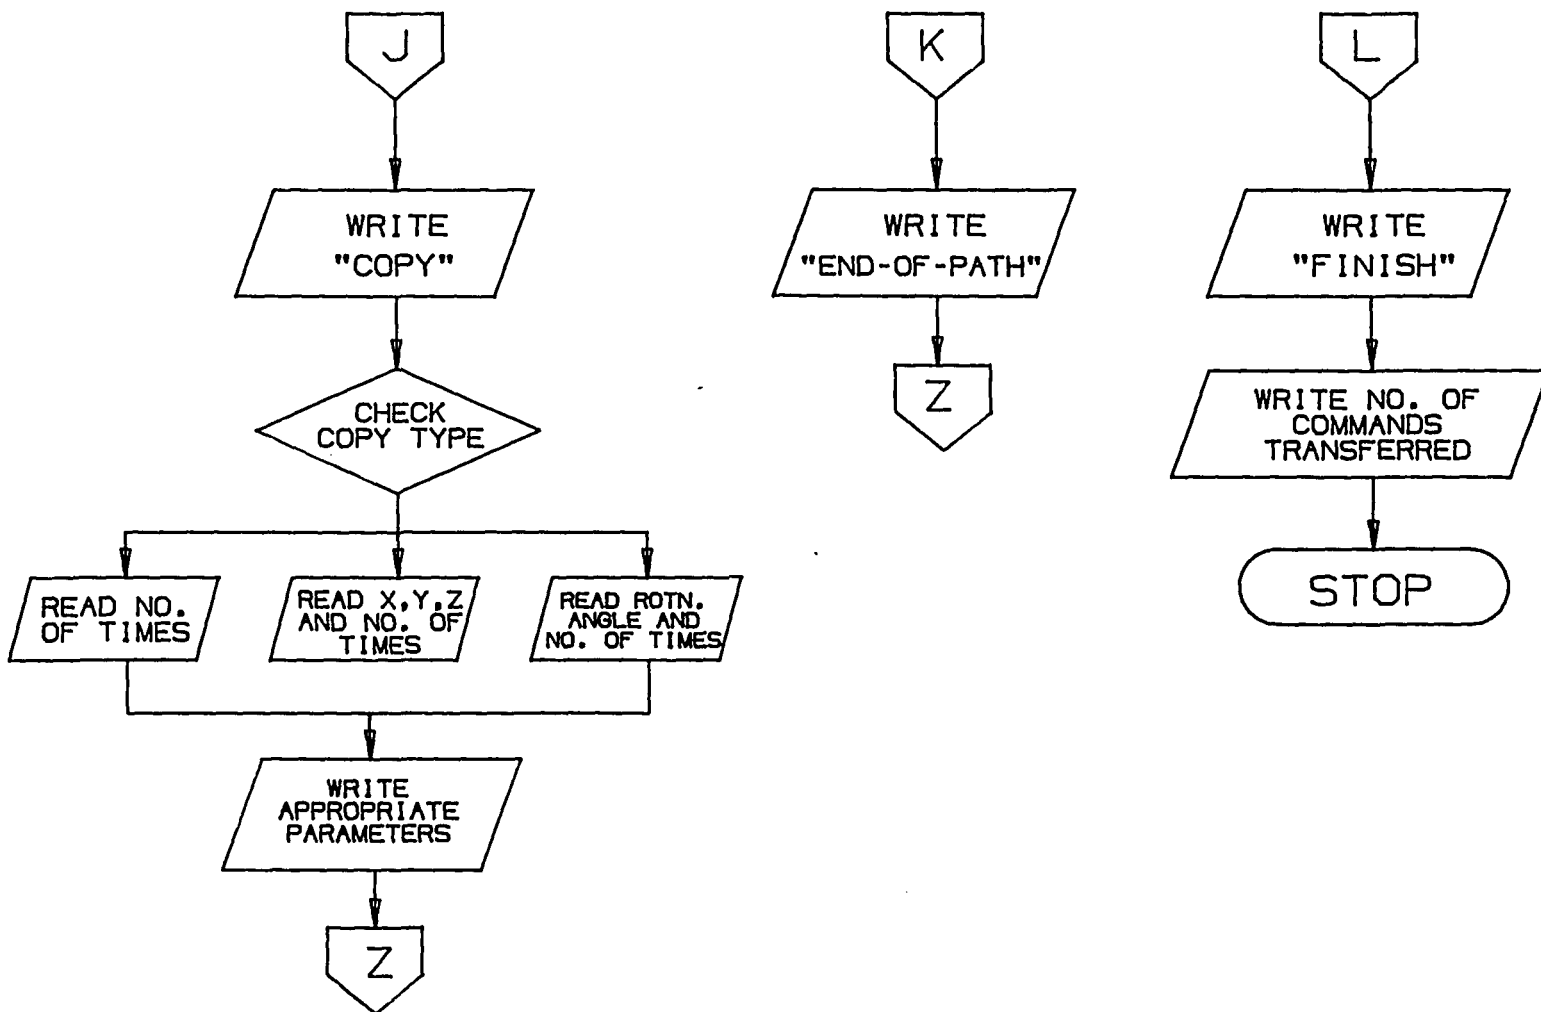 J
WRITE
"COPY"
CHECK
COPY TYPE
READ NO.
OF TIMES
READ X,Y,Z
AND NO. OF
TIMES
READ ROTN.
ANGLE AND
NO. OF TIMES
WRITE
APPROPRIATE
PARAMETERS
Z
K
WRITE
"END-OF-PATH"
Z
L
WRITE
"FINISH"
WRITE NO. OF
COMMANDS
TRANSFERRED
STOP